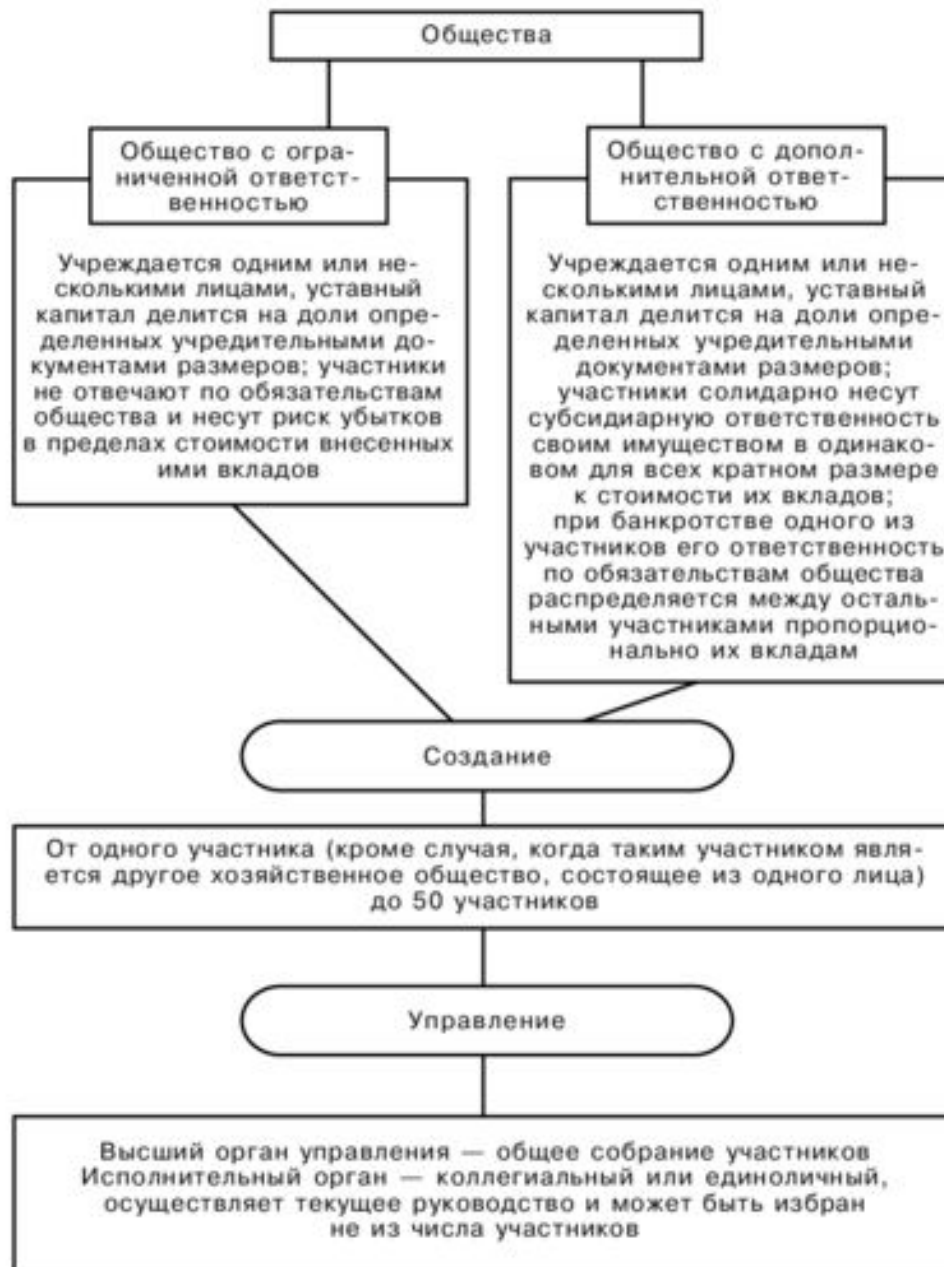 Общества
Общество с огра-
ниченной ответст-
венностью
Учреждается одним или не-
сколькими лицами, уставный
капитал делится на доли опре-
деленных учредительными до-
кументами размеров; участники
не отвечают по обязательствам
общества и несут риск убытков
в пределах стоимости внесенных
ими вкладов
Общество с допол-
нительной ответ-
ственностью
Учреждается одним или не-
сколькими лицами, уставный
капитал делится на доли опре-
деленных учредительными
документами размеров;
участники солидарно несут
субсидиарную ответственность
своим имуществом в одинако-
вом для всех кратном размере
к стоимости их вкладов;
при банкротстве одного из
участников его ответственность
по обязательствам общества
распределяется между осталь-
ными участниками пропорцио-
нально их вкладам
Создание
От одного участника (кроме случая, когда таким участником явля-
ется другое хозяйственное общество, состоящее из одного лица)
до 50 участников
Управление
Высший орган управления — общее собрание участников
Исполнительный орган — коллегиальный или единоличный,
осуществляет текущее руководство и может быть избран
не из числа участников